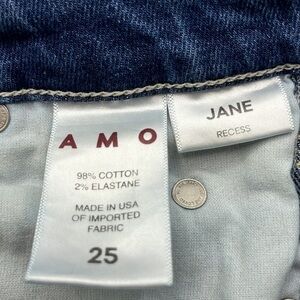 AMO
98% COTTON
2% ELASTANE
MADE IN USA
OF IMPORTED
FABRIC
25
JANE
RECESS